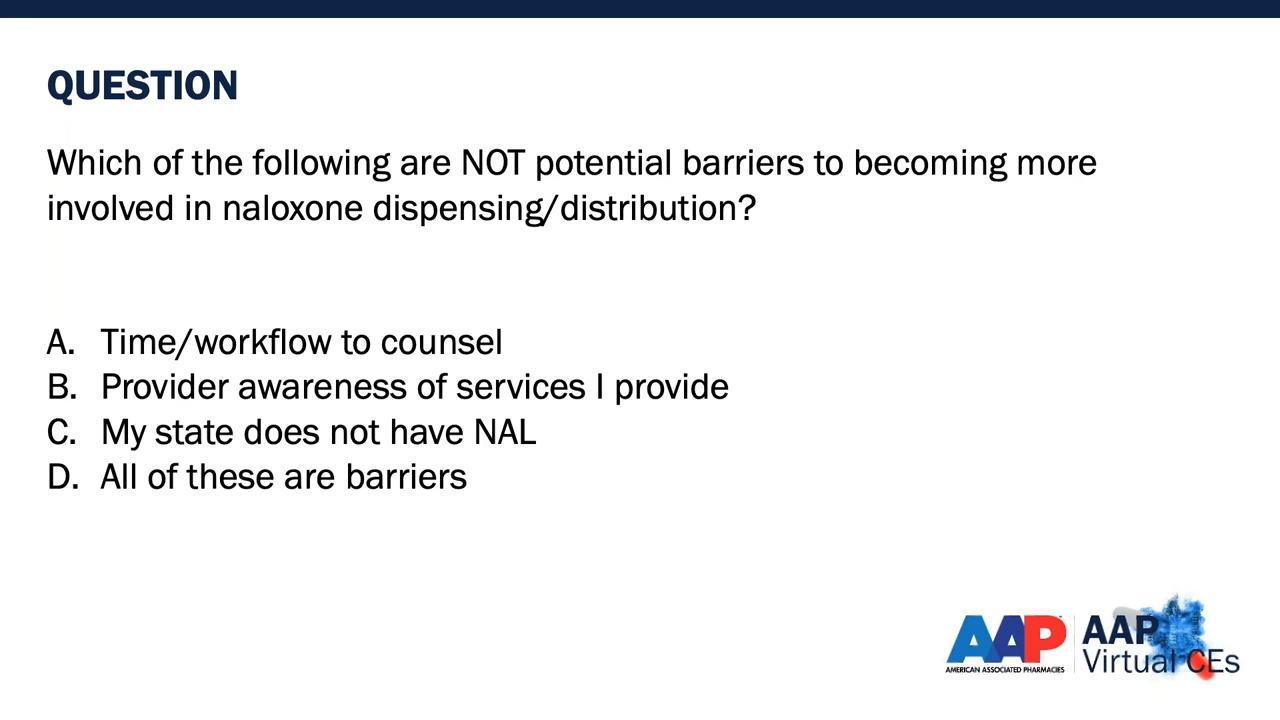 QUESTION
Which of the following are NOT potential barriers to becoming more
involved in naloxone dispensing/distribution?
A. Time/workflow to counsel
B. Provider awareness of services I provide
C. My state does not have NAL
D. All of these are barriers
AAP
AMERICAN ASSOCIATED PHARMACIES
AAP
Virtual CEs